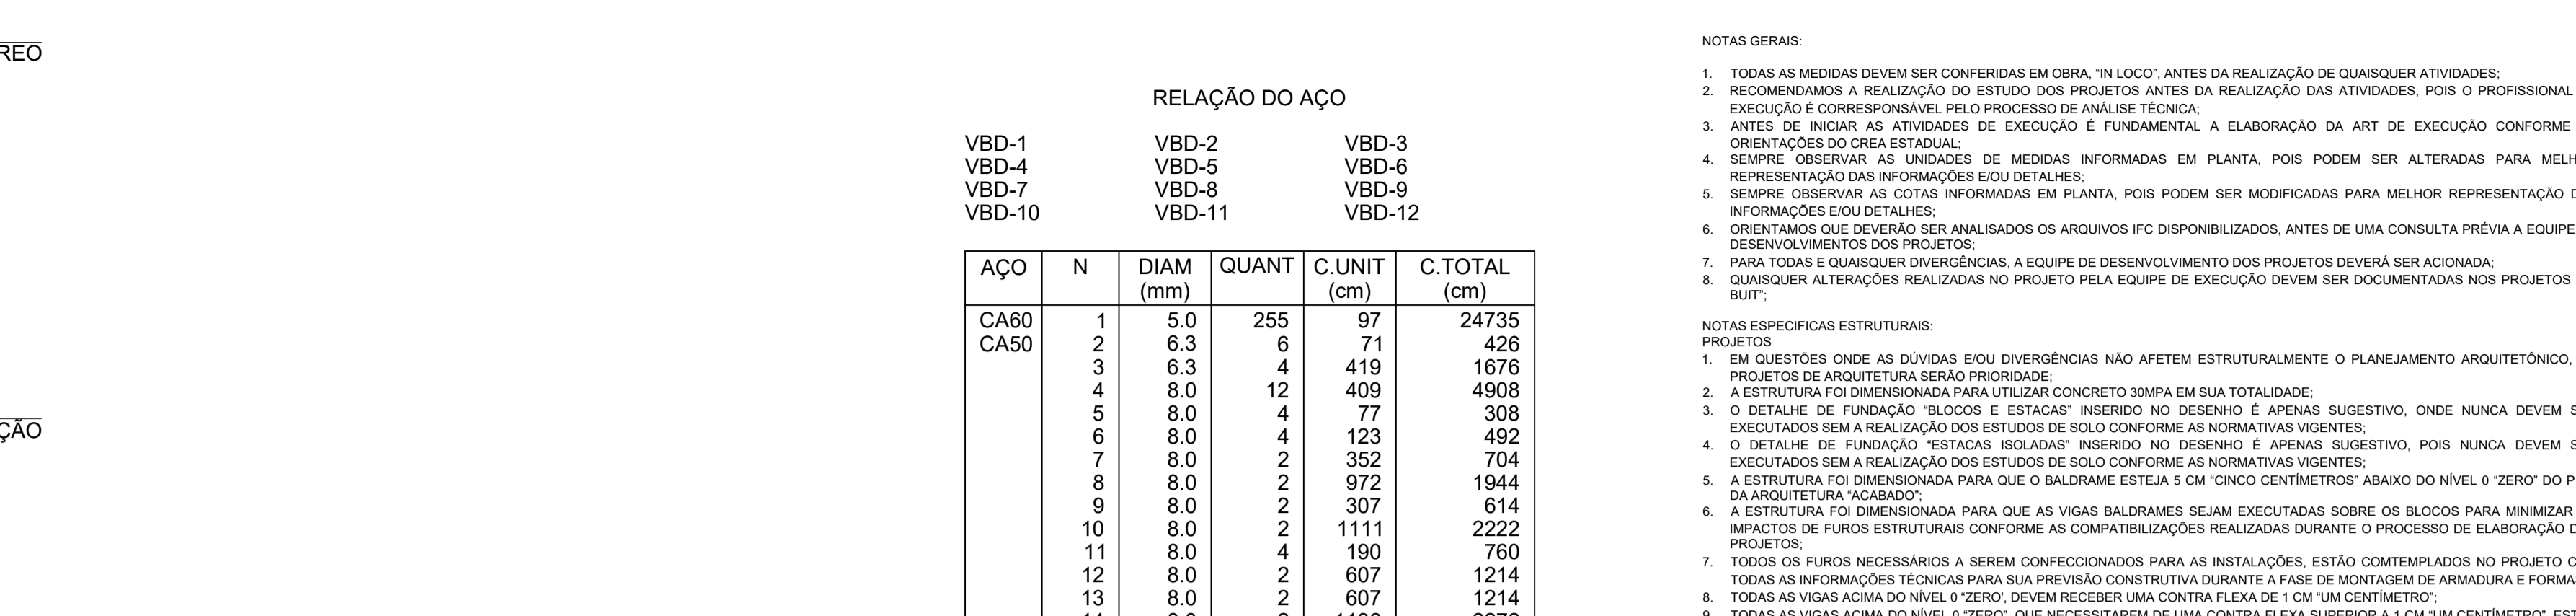 REO
ÇÃO
RELAÇÃO DO AÇO
VBD-1 VBD-2 VBD-3
VBD-4 VBD-5 VBD-6
VBD-7 VBD-8 VBD-9
VBD-10 VBD-11 VBD-12
AÇO N DIAM QUANT C.UNIT C.TOTAL
(mm) (cm) (cm)
CA60 1 5.0 255 97 24735
CA50 2 6.3 6 71 426
3 6.3 4 419 1676
4 8.0 12 409 4908
5 8.0 4 77 308
6 8.0 4 123 492
7 8.0 2 352 704
8 8.0 2 972 1944
9 8.0 2 307 614
10 8.0 2 1111 2222
11 8.0 4 190 760
12 8.0 2 607 1214
13 8.0 2 607 1214
NOTAS GERAIS:
1. TODAS AS MEDIDAS DEVEM SER CONFERIDAS EM OBRA, “IN LOCO”, ANTES DA REALIZAÇÃO DE QUAISQUER ATIVIDADES;
2. RECOMENDAMOS A REALIZAÇÃO DO ESTUDO DOS PROJETOS ANTES DA REALIZAÇÃO DAS ATIVIDADES, POIS O PROFISSIONAL
EXECUÇÃO É CORRESPONSÁVEL PELO PROCESSO DE ANÁLISE TÉCNICA;
3. ANTES DE INICIAR AS ATIVIDADES DE EXECUÇÃO É FUNDAMENTAL A ELABORAÇÃO DA ART DE EXECUÇÃO CONFORME
ORIENTAÇÕES DO CREA ESTADUAL;
4. SEMPRE OBSERVAR AS UNIDADES DE MEDIDAS INFORMADAS EM PLANTA, POIS PODEM SER ALTERADAS PARA MELH
REPRESENTAÇÃO DAS INFORMAÇÕES E/OU DETALHES;
5. SEMPRE OBSERVAR AS COTAS INFORMADAS EM PLANTA, POIS PODEM SER MODIFICADAS PARA MELHOR REPRESENTAÇÃO D
INFORMAÇÕES E/OU DETALHES;
6. ORIENTAMOS QUE DEVERÃO SER ANALISADOS OS ARQUIVOS IFC DISPONIBILIZADOS, ANTES DE UMA CONSULTA PRÉVIA A EQUIPE
DESENVOLVIMENTOS DOS PROJETOS;
7. PARA TODAS E QUAISQUER DIVERGÊNCIAS, A EQUIPE DE DESENVOLVIMENTO DOS PROJETOS DEVERÁ SER ACIONADA;
8. QUAISQUER ALTERAÇÕES REALIZADAS NO PROJETO PELA EQUIPE DE EXECUÇÃO DEVEM SER DOCUMENTADAS NOS PROJETOS
BUIT”;
NOTAS ESPECIFICAS ESTRUTURAIS:
PROJETOS
1. EM QUESTÕES ONDE AS DÚVIDAS E/OU DIVERGÊNCIAS NÃO AFETEM ESTRUTURALMENTE O PLANEJAMENTO ARQUITETÔNICO,
PROJETOS DE ARQUITETURA SERÃO PRIORIDADE;
2. A ESTRUTURA FOI DIMENSIONADA PARA UTILIZAR CONCRETO 30MPA EM SUA TOTALIDADE;
3. O DETALHE DE FUNDAÇÃO “BLOCOS E ESTACAS” INSERIDO NO DESENHO É APENAS SUGESTIVO, ONDE NUNCA DEVEM S
EXECUTADOS SEM A REALIZAÇÃO DOS ESTUDOS DE SOLO CONFORME AS NORMATIVAS VIGENTES;
4. O DETALHE DE FUNDAÇÃO “ESTACAS ISOLADAS” INSERIDO NO DESENHO É APENAS SUGESTIVO, POIS NUNCA DEVEM S
EXECUTADOS SEM A REALIZAÇÃO DOS ESTUDOS DE SOLO CONFORME AS NORMATIVAS VIGENTES;
5. A ESTRUTURA FOI DIMENSIONADA PARA QUE O BALDRAME ESTEJA 5 CM “CINCO CENTÍMETROS” ABAIXO DO NÍVEL 0 “ZERO” DO P
DA ARQUITETURA “ACABADO”;
6. A ESTRUTURA FOI DIMENSIONADA PARA QUE AS VIGAS BALDRAMES SEJAM EXECUTADAS SOBRE OS BLOCOS PARA MINIMIZAR
IMPACTOS DE FUROS ESTRUTURAIS CONFORME AS COMPATIBILIZAÇÕES REALIZADAS DURANTE O PROCESSO DE ELABORAÇÃO D
PROJETOS;
7. TODOS OS FUROS NECESSÁRIOS A SEREM CONFECCIONADOS PARA AS INSTALAÇÕES, ESTÃO COMTEMPLADOS NO PROJETO C
TODAS AS INFORMAÇÕES TÉCNICAS PARA SUA PREVISÃO CONSTRUTIVA DURANTE A FASE DE MONTAGEM DE ARMADURA E FORMA
8. TODAS AS VIGAS ACIMA DO NÍVEL 0 “ZERO', DEVEM RECEBER UMA CONTRA FLEXA DE 1 CM “UM CENTÍMETRO”;
9. TODAS AS VIGAS ACIMA DO NÍVEL 0 “ZERO”, QUE NECESSITAREM DE UMA CONTRA FLEXA SUPERIOR A 1 CM “UM CENTÍMETRO”